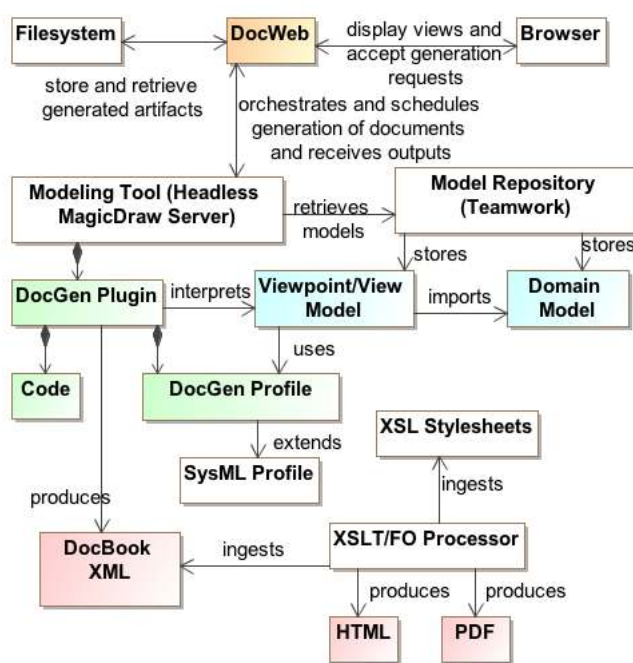 Filesystem
DocWeb
display views and
accept generation
requests
Browser
store and retrieve
generated artifacts
orchestrates and schedules
generation of documents
and receives outputs
Modeling Tool (Headless
MagicDraw Server)
retrieves
models
Model Repository
(Teamwork)
stores
stores
DocGen Plugin
interprets
Viewpoint/View
Model
imports
Domain
Model
uses
Code
DocGen Profile
extends
SysML Profile
XSL Stylesheets
ingests
produces
DocBook
XML
ingests
XSLT/FO Processor
produces
produces
HTML
PDF